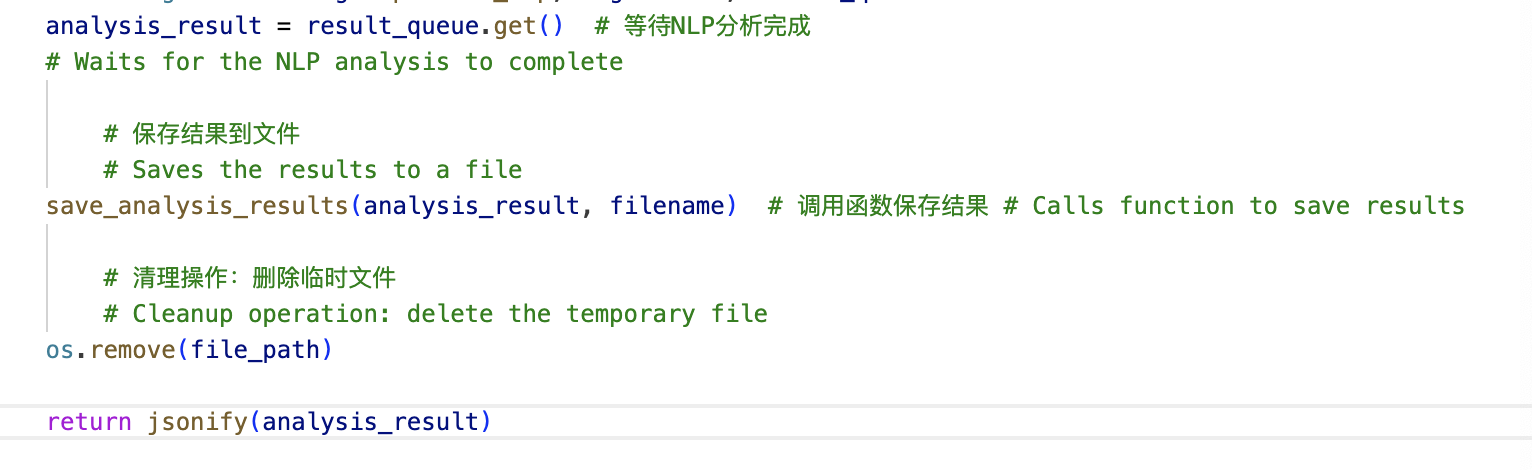 analysis_result = result_queue.get()  # 等待NLP分析完成
# Waits for the NLP analysis to complete
# 保存结果到文件
# Saves the results to a file
save_analysis_results(analysis_result, filename)  # 调用函数保存结果 # Calls function to save results
# 清理操作：删除临时文件
# Cleanup operation: delete the temporary file
os.remove(file_path)
return jsonify(analysis_result)